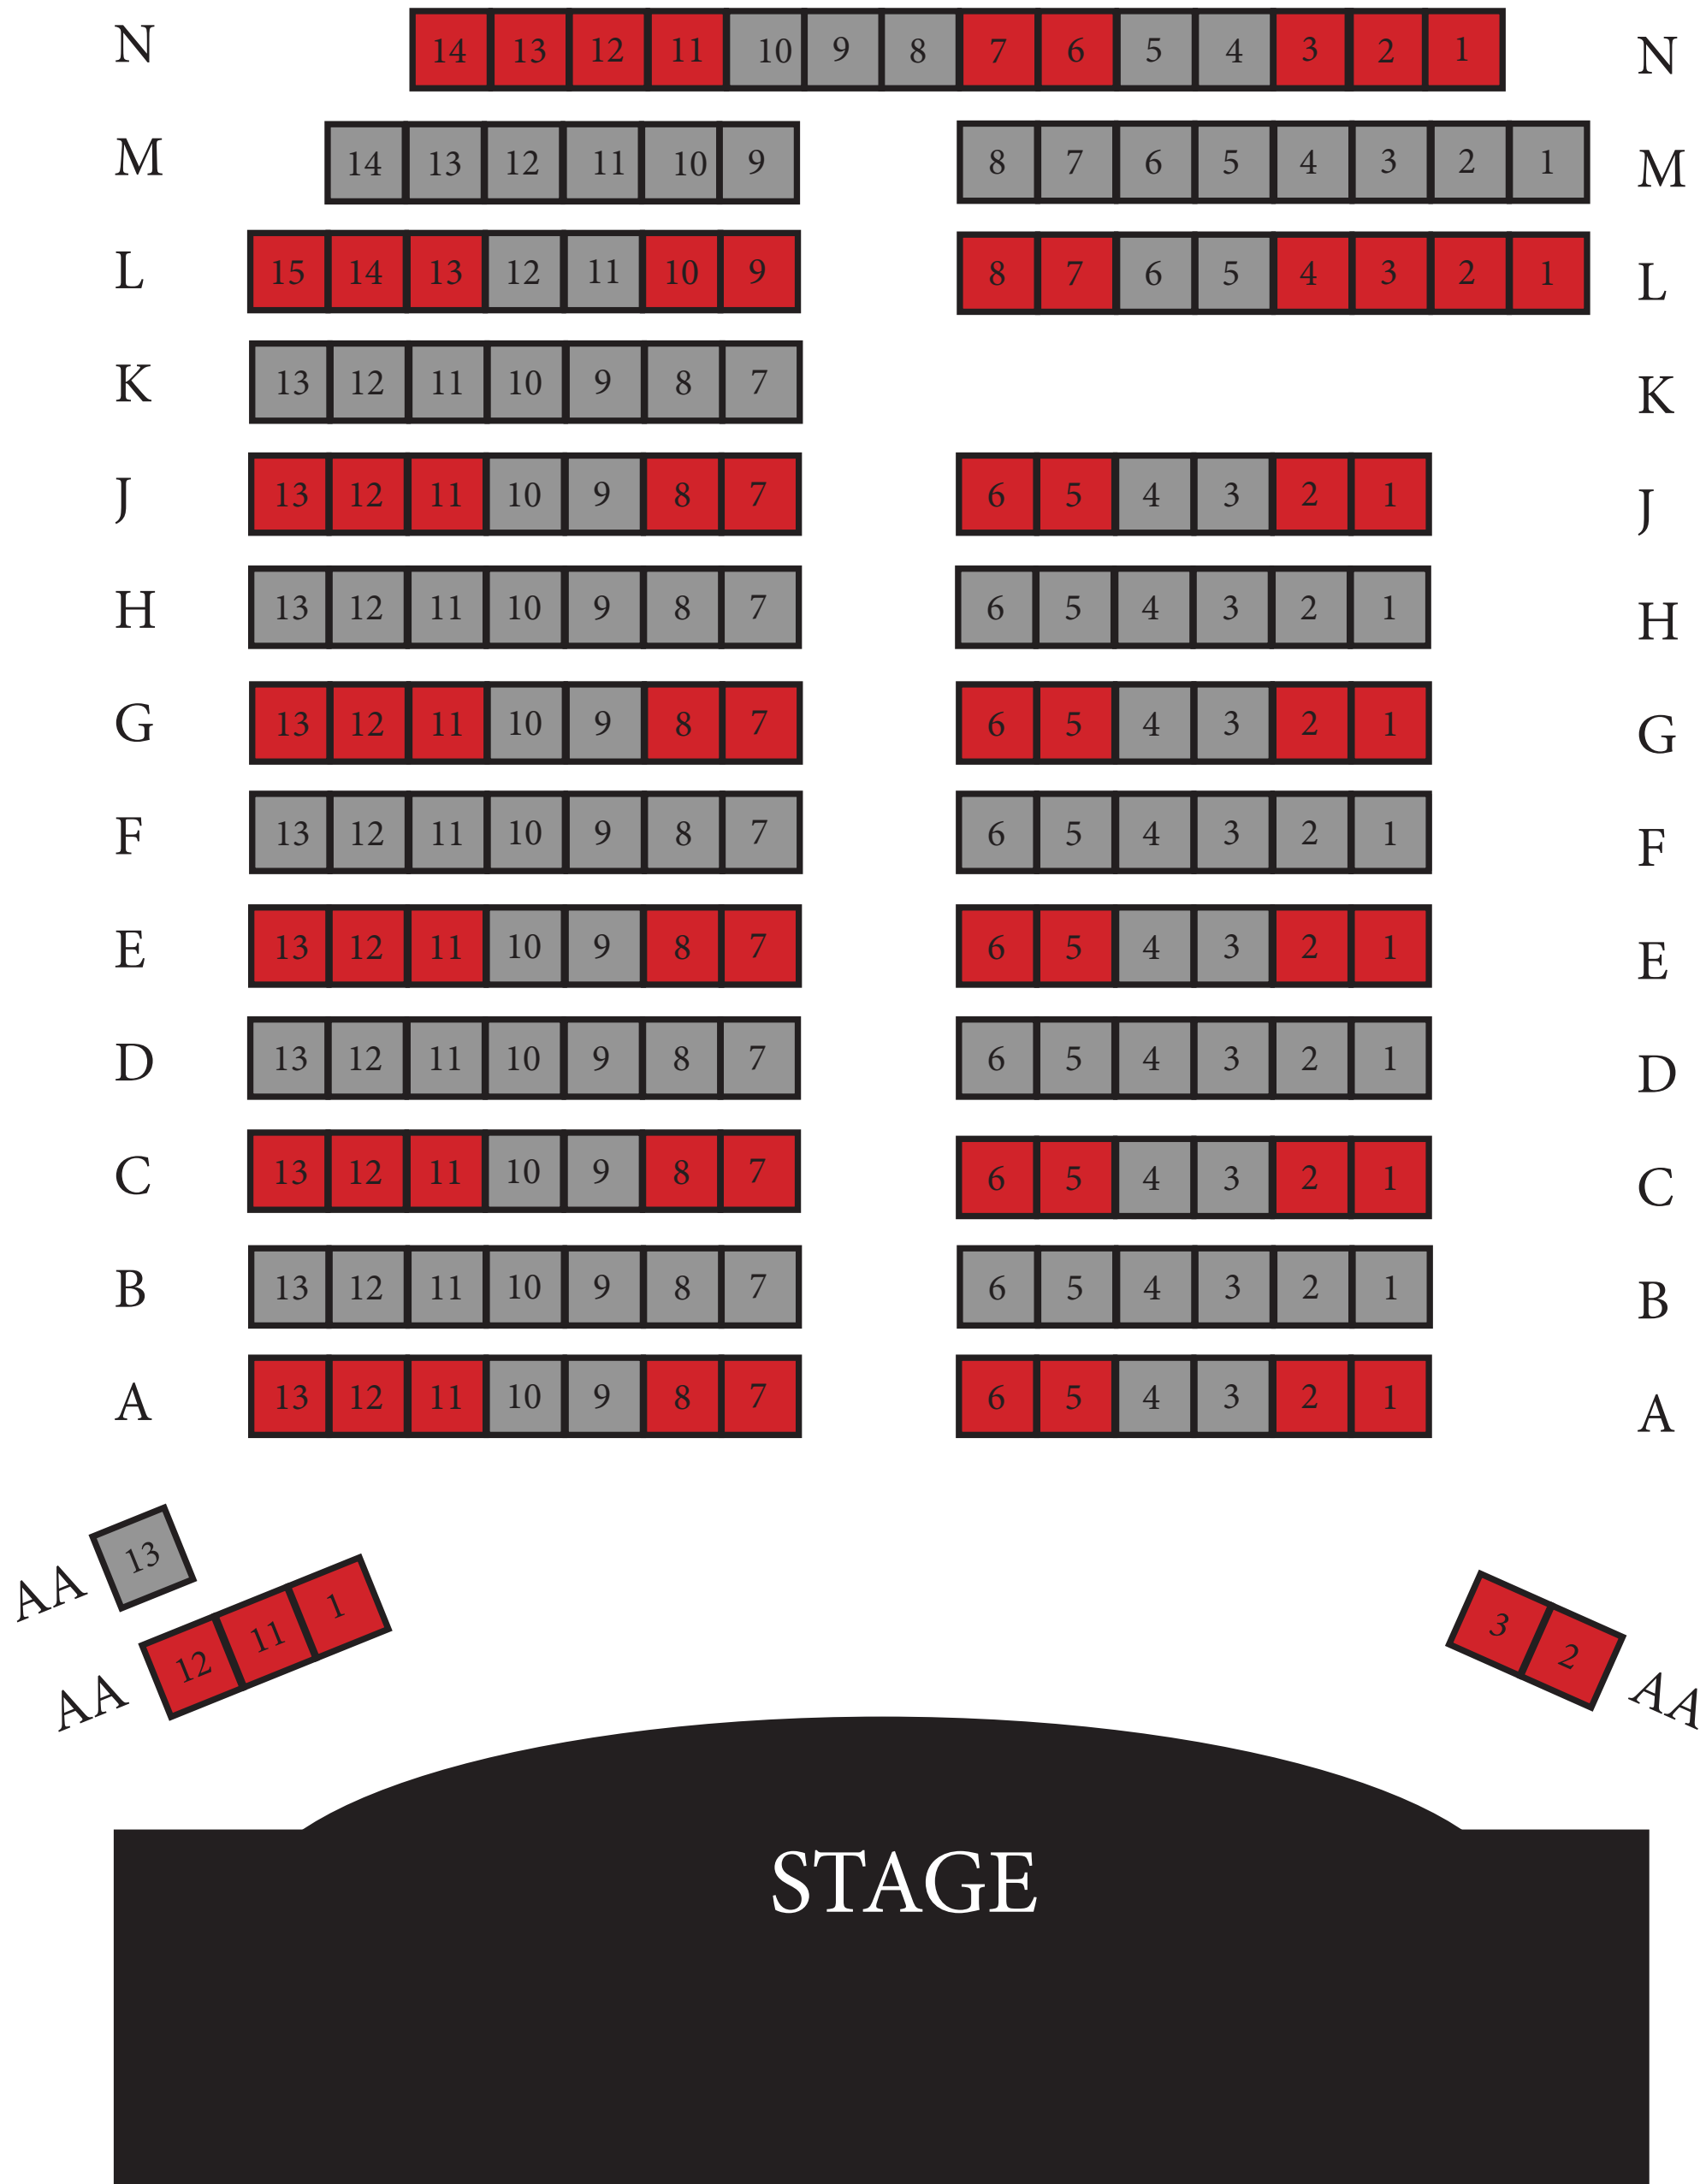 N 14 13 12 11 10 9 8 7 6 5 4 3 2 1 N
M 14 13 12 11 10 9 8 7 6 5 4 3 2 1 M
L 15 14 13 12 11 10 9 8 7 6 5 4 3 2 1 L
K 13 12 11 10 9 8 7 K
J 13 12 11 10 9 8 7 6 5 4 3 2 1 J
H 13 12 11 10 9 8 7 6 5 4 3 2 1 H
G 13 12 11 10 9 8 7 6 5 4 3 2 1 G
F 13 12 11 10 9 8 7 6 5 4 3 2 1 F
E 13 12 11 10 9 8 7 6 5 4 3 2 1 E
D 13 12 11 10 9 8 7 6 5 4 3 2 1 D
C 13 12 11 10 9 8 7 6 5 4 3 2 1 C
B 13 12 11 10 9 8 7 6 5 4 3 2 1 B
A 13 12 11 10 9 8 7 6 5 4 3 2 1 A
AA 13
AA 12 11 1
3 2 AA
STAGE